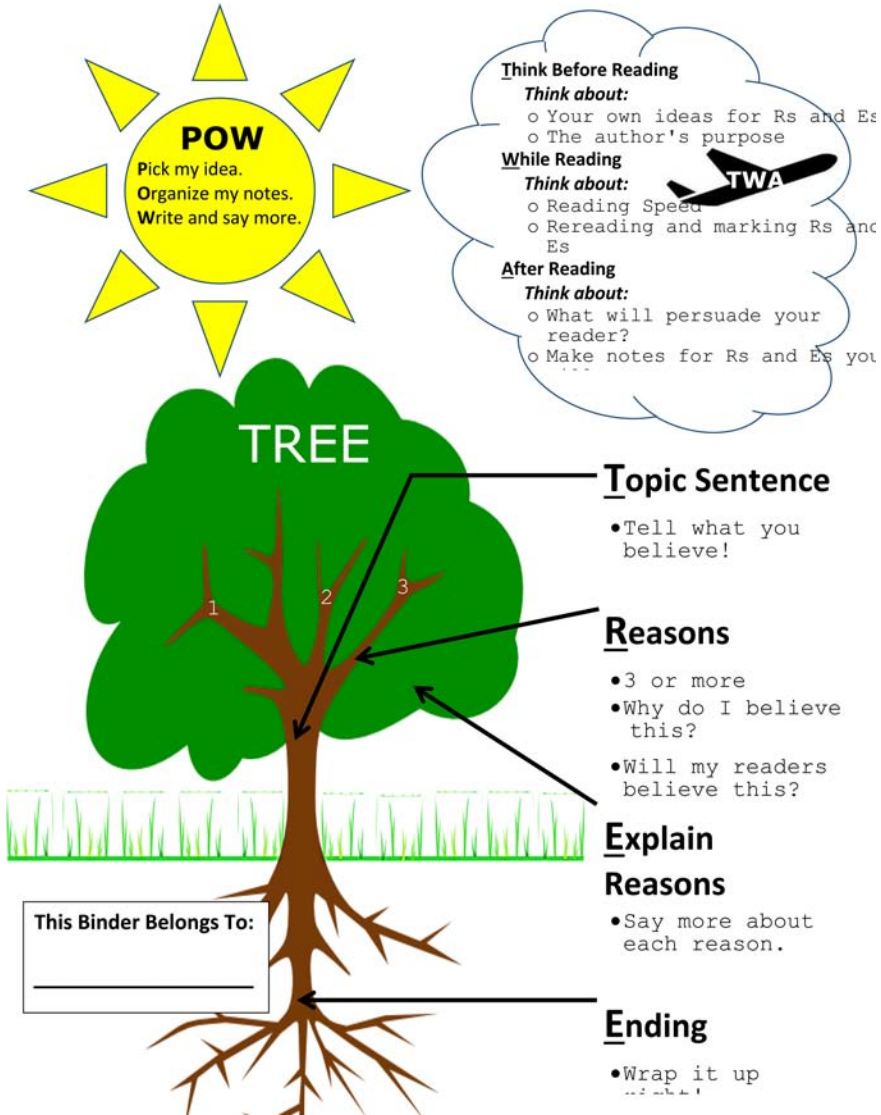 POW
Pick my idea.
Organize my notes.
Write and say more.
Think Before Reading
Think about:
o Your own ideas for Rs and Es
o The author's purpose
While Reading
Think about:
o Reading Speed
o Rereading and marking Rs and
Es
After Reading
Think about:
o What will persuade your
reader?
o Make notes for Rs and Es you
TWA
TREE
1
2
3
Topic Sentence
•Tell what you
believe!
Reasons
•3 or more
•Why do I believe
this?
•Will my readers
believe this?
Explain
Reasons
•Say more about
each reason.
Ending
•Wrap it up
right!
This Binder Belongs To: